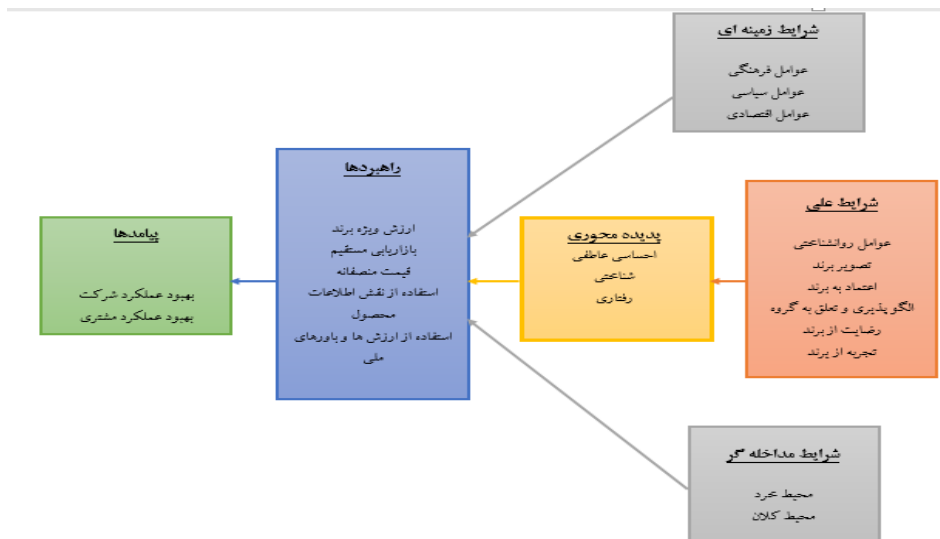 شرایط زمینه ای
عوامل فرهنگی
عوامل سیاسی
عوامل اقتصادی
شرایط علی
عوامل روانشناختی
تصویر برند
اعتماد به برند
الگو پذیری و تعلق به گروه
رضایت از برند
تجربه از برند
پدیده محوری
احساسی عاطفی
شناختی
رفتاری
راهبردها
ارزش ویژه برند
بازاریابی مستقیم
قیمت منصفانه
استفاده از نقش اطلاعات
محصول
استفاده از ارزش ها و باورهای
ملی
پیامدها
بهبود عملکرد شرکت
بهبود عملکرد مشتری
شرایط مداخله گر
محیط خرد
محیط کلان